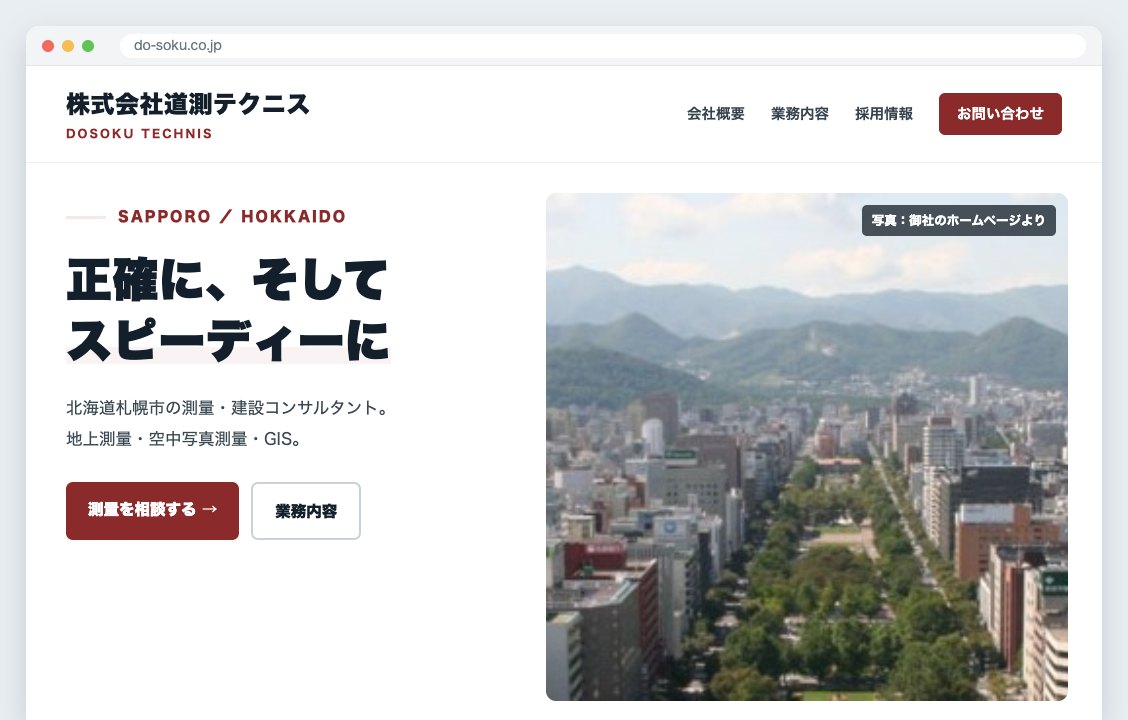 do-soku.co.jp
株式会社道測テクニス
DOSOKU TECHNIS
会社概要
業務内容
採用情報
お問い合わせ
SAPPORO ／ HOKKAIDO
写真：御社のホームページより
正確に、そして
スピーディーに
北海道札幌市の測量・建設コンサルタント。
地上測量・空中写真測量・GIS。
測量を相談する →
業務内容